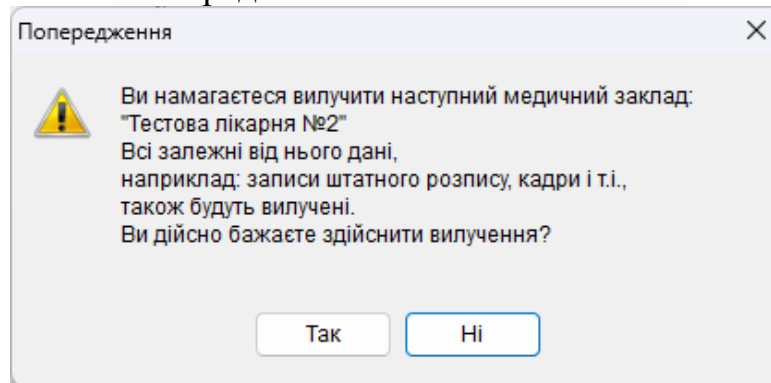 Попередження
Ви намагаєтеся вилучити наступний медичний заклад:
"Тестова лікарня №2"
Всі залежні від нього дані,
наприклад: записи штатного розпису, кадри і т.і.,
також будуть вилучені.
Ви дійсно бажаєте здійснити вилучення?
Так Ні